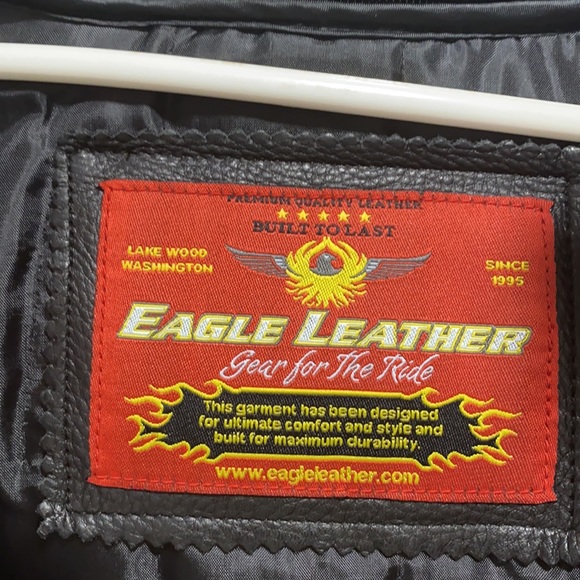 PREMIUM QUALITY LEATHER
BUILT TO LAST
LAKE WOOD
WASHINGTON
SINCE
1995
EAGLE LEATHER
Gear for The Ride
This garment has been designed
for ultimate comfort and style and
built for maximum durability.
www.eagleleather.com